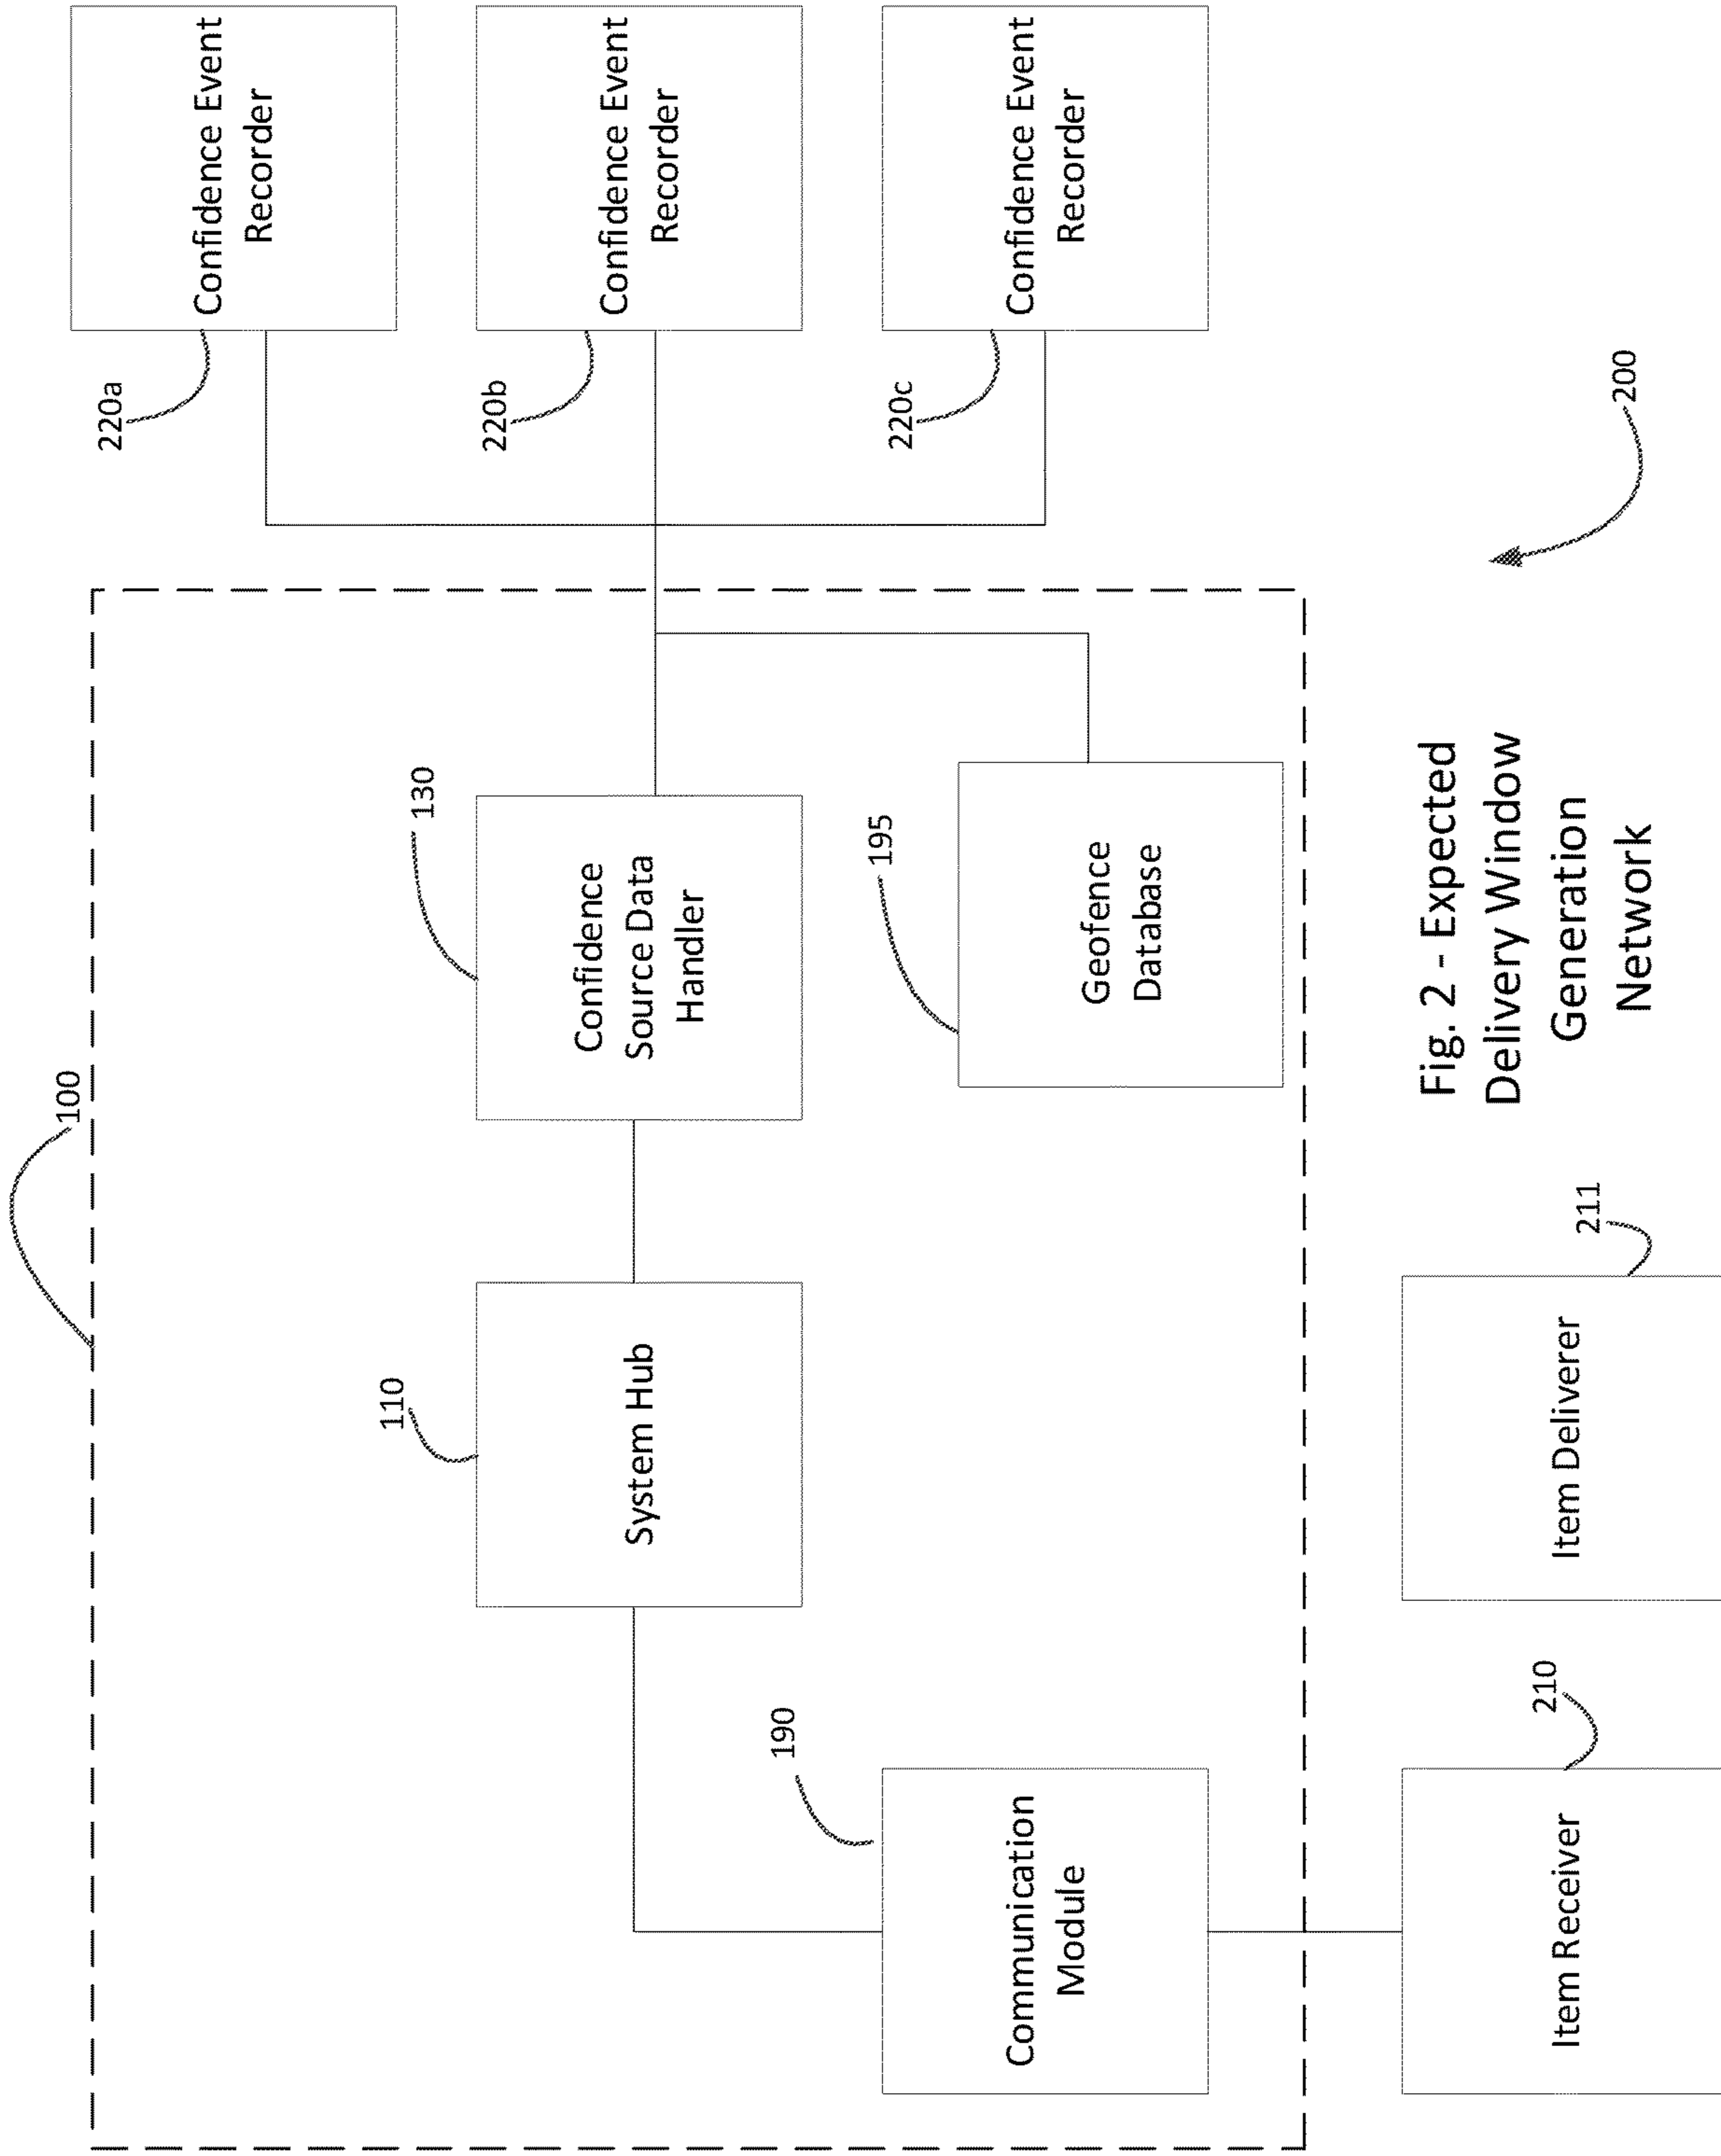 100
110
System Hub
130
Confidence
Source Data
Handler
220a
Confidence Event
Recorder
220b
Confidence Event
Recorder
220c
Confidence Event
Recorder
190
Communication
Module
195
Geofence
Database
210
Item Receiver
211
Item Deliverer
Fig. 2 - Expected
Delivery Window
Generation
Network
200